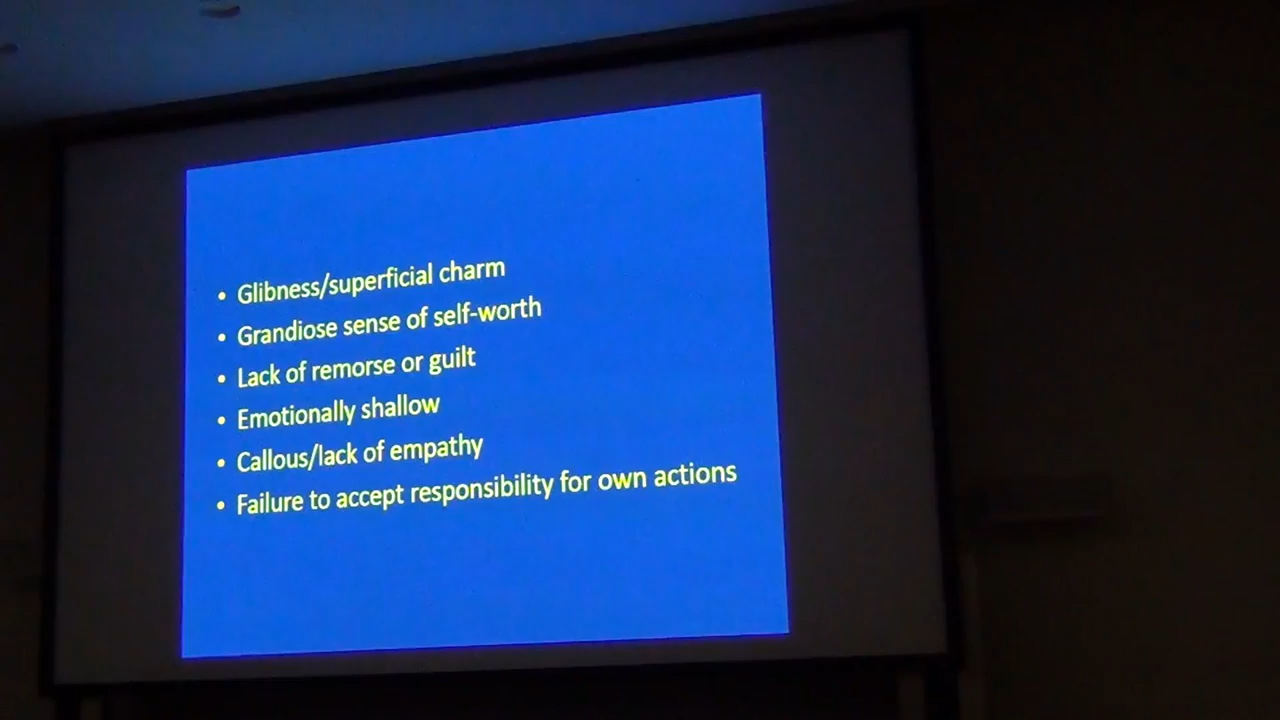 • Glibness/superficial charm
• Grandiose sense of self-worth
• Lack of remorse or guilt
• Emotionally shallow
• Callous/lack of empathy
• Failure to accept responsibility for own actions